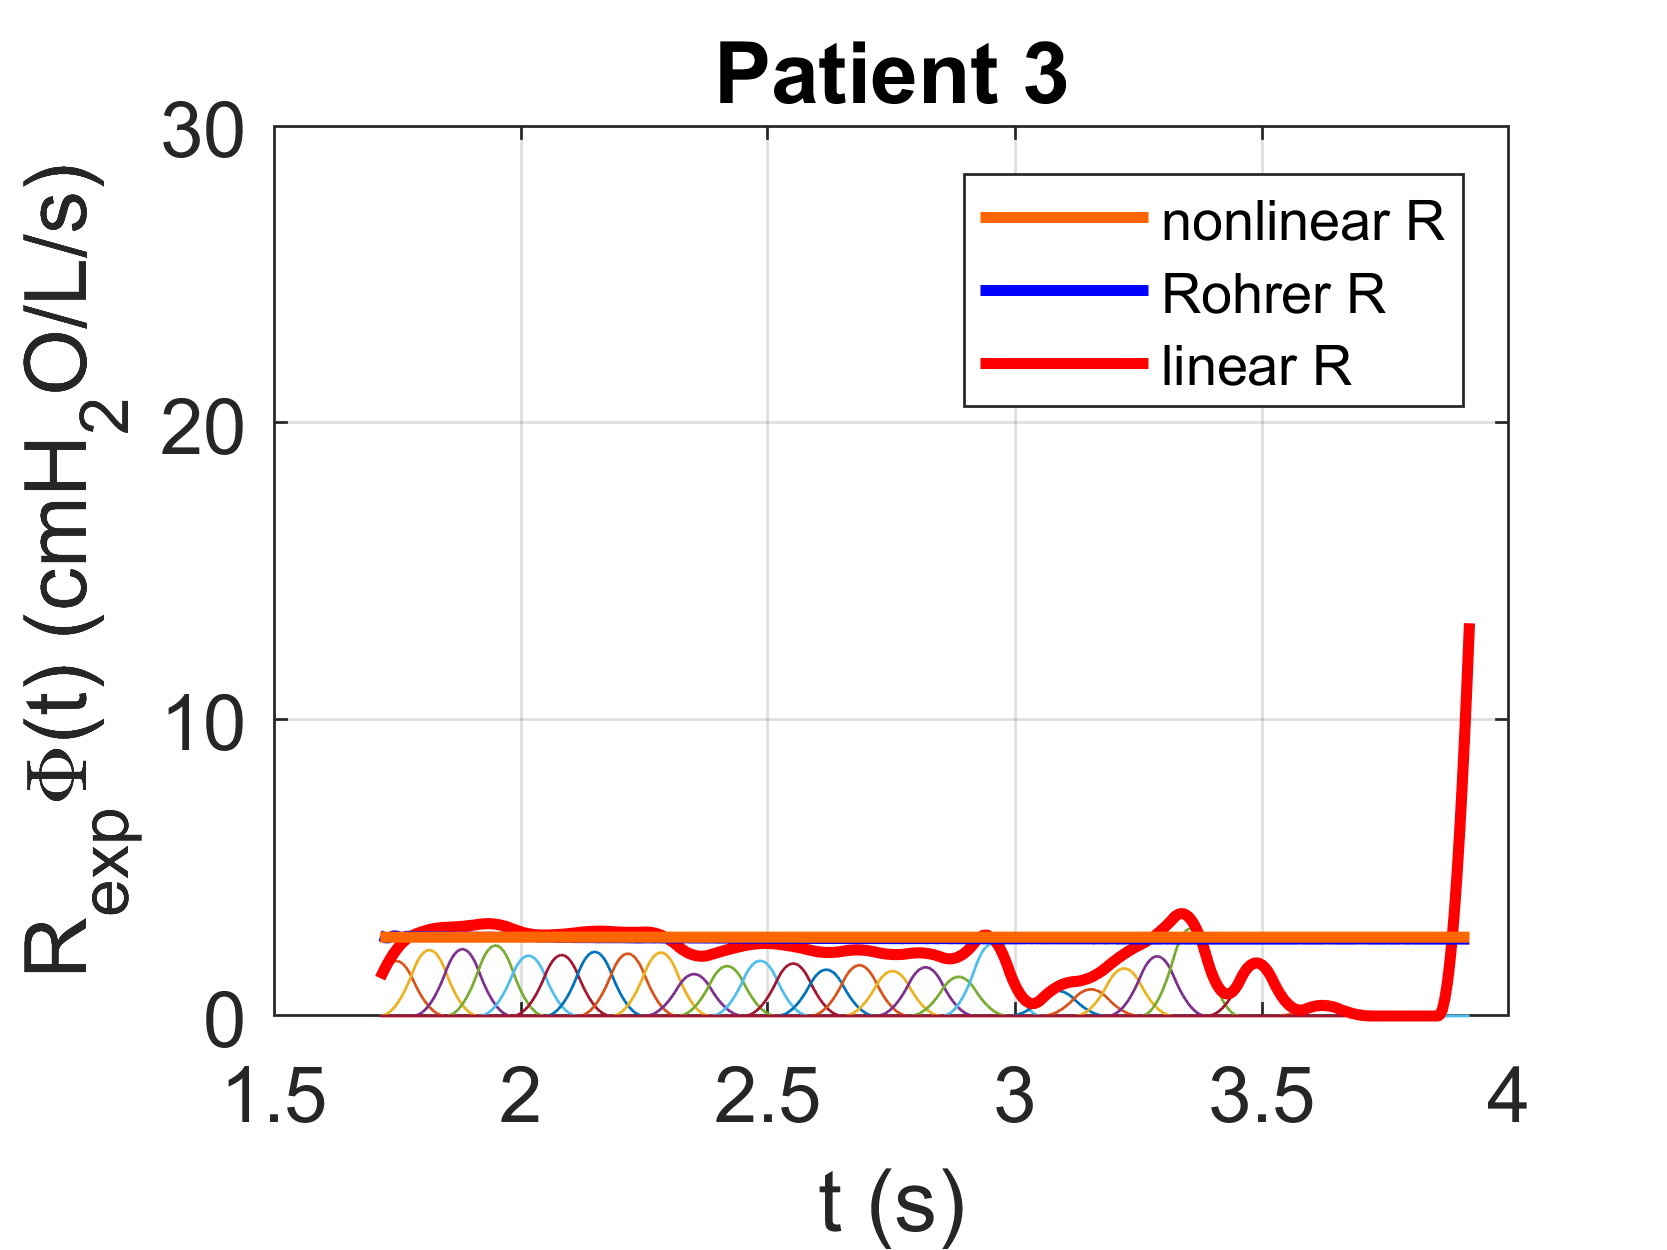 Patient 3
R_exp Φ(t) (cmH_2O/L/s)
30
20
10
0
nonlinear R
Rohrer R
linear R
1.5 2 2.5 3 3.5 4
t (s)